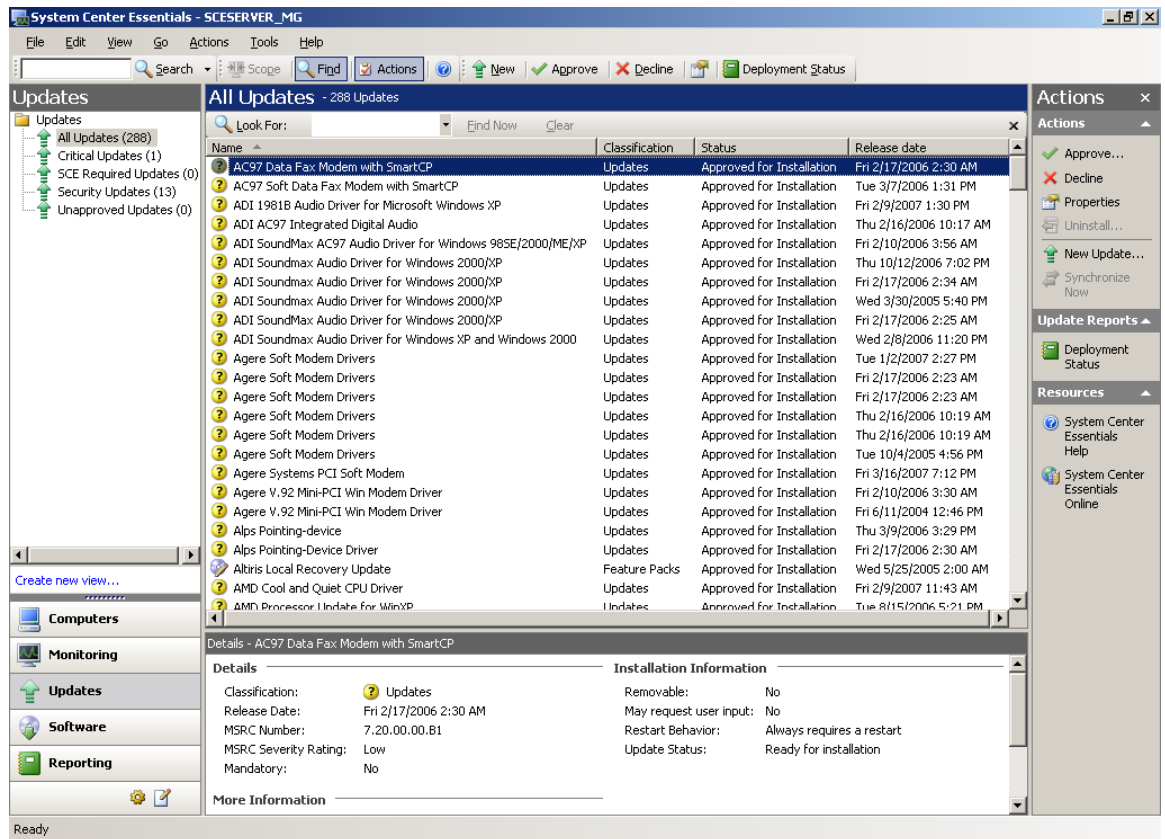 System Center Essentials - SCESERVER_MG
File Edit View Go Actions Tools Help
Search Scope Find Actions New Approve Decline Deployment Status
Updates
Updates
All Updates (288)
Critical Updates (1)
SCE Required Updates (0)
Security Updates (13)
Unapproved Updates (0)
Create new view...
Computers
Monitoring
Updates
Software
Reporting
All Updates - 288 Updates
Look For: Find Now Clear
Name Classification Status Release date
AC97 Data Fax Modem with SmartCP Updates Approved for Installation Fri 2/17/2006 2:30 AM
AC97 Soft Data Fax Modem with SmartCP Updates Approved for Installation Tue 3/7/2006 1:31 PM
ADI 1981B Audio Driver for Microsoft Windows XP Updates Approved for Installation Fri 2/9/2007 1:30 PM
ADI AC97 Integrated Digital Audio Updates Approved for Installation Thu 2/16/2006 10:17 AM
ADI SoundMax AC97 Audio Driver for Windows 98SE/2000/ME/XP Updates Approved for Installation Fri 2/10/2006 3:56 AM
ADI Soundmax Audio Driver for Windows 2000/XP Updates Approved for Installation Thu 10/12/2006 7:02 PM
ADI SoundMax Audio Driver for Windows 2000/XP Updates Approved for Installation Fri 2/17/2006 2:34 AM
ADI Soundmax Audio Driver for Windows 2000/XP Updates Approved for Installation Wed 3/30/2005 5:40 PM
ADI SoundMax Audio Driver for Windows 2000/XP Updates Approved for Installation Fri 2/17/2006 2:25 AM
ADI Soundmax Audio Driver for Windows XP and Windows 2000 Updates Approved for Installation Wed 2/8/2006 11:20 PM
Agere Soft Modem Drivers Updates Approved for Installation Tue 1/2/2007 2:27 PM
Agere Soft Modem Drivers Updates Approved for Installation Fri 2/17/2006 2:23 AM
Agere Soft Modem Drivers Updates Approved for Installation Fri 2/17/2006 2:23 AM
Agere Soft Modem Drivers Updates Approved for Installation Thu 2/16/2006 10:19 AM
Agere Soft Modem Drivers Updates Approved for Installation Thu 2/16/2006 10:19 AM
Agere Soft Modem Drivers Updates Approved for Installation Tue 10/4/2005 4:56 PM
Agere Systems PCI Soft Modem Updates Approved for Installation Fri 3/16/2007 7:12 PM
Agere V.92 Mini-PCI Win Modem Driver Updates Approved for Installation Fri 2/10/2006 3:30 AM
Agere V.92 Mini-PCI Win Modem Driver Updates Approved for Installation Fri 6/11/2004 12:46 PM
Alps Pointing-device Updates Approved for Installation Thu 3/9/2006 3:29 PM
Alps Pointing-Device Driver Updates Approved for Installation Fri 2/17/2006 2:30 AM
Altiris Local Recovery Update Feature Packs Approved for Installation Wed 5/25/2005 2:00 AM
AMD Cool and Quiet CPU Driver Updates Approved for Installation Fri 2/9/2007 11:43 AM
AMD Processor Update for WinXP Updates Approved for Installation Tue 8/15/2006 5:21 PM
Details - AC97 Data Fax Modem with SmartCP
Details
Classification: Updates
Release Date: Fri 2/17/2006 2:30 AM
MSRC Number: 7.20.00.00.B1
MSRC Severity Rating: Low
Mandatory: No
More Information
Installation Information
Removable: No
May request user input: No
Restart Behavior: Always requires a restart
Update Status: Ready for installation
Actions
Actions
Approve...
Decline
Properties
Uninstall...
New Update...
Synchronize
Now
Update Reports
Deployment
Status
Resources
System Center
Essentials
Help
System Center
Essentials
Online
Ready